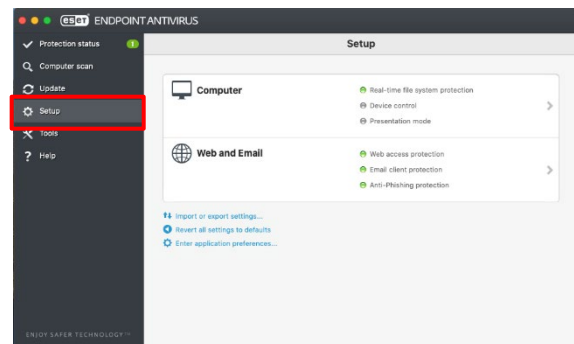 eset ENDPOINT ANTIVIRUS
Protection status 1
Computer scan
Update
Setup
Tools
Help
ENJOY SAFER TECHNOLOGY™
Setup
Computer
Real-time file system protection
Device control
Presentation mode
Web and Email
Web access protection
Email client protection
Anti-Phishing protection
Import or export settings...
Revert all settings to defaults
Enter application preferences...